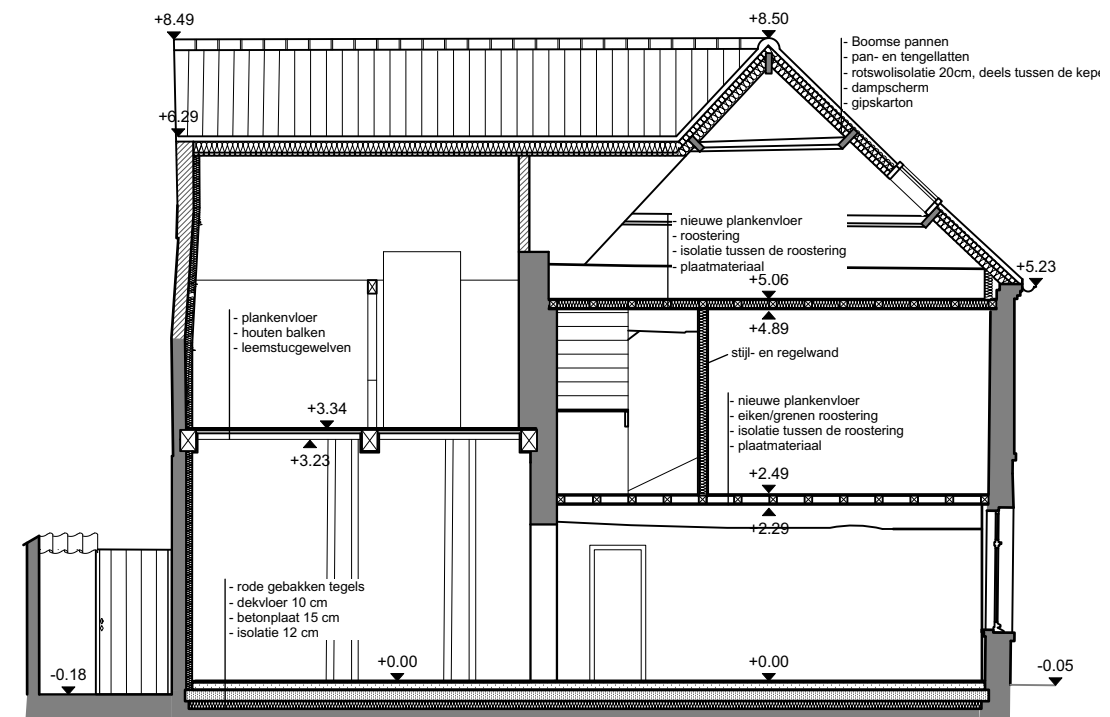 +8.49
+8.50
- Boomse pannen
- pan- en tengellatten
- rotswolisolatie 20cm, deels tussen de kepe
- dampscherm
- gipskarton
+6.29
- nieuwe plankenvloer
- roostering
- isolatie tussen de roostering
- plaatmateriaal
+5.23
+5.06
+4.89
- plankenvloer
- houten balken
- leemstucgewelven
stijl- en regelwand
+3.34
+3.23
- nieuwe plankenvloer
- eiken/grenen roostering
- isolatie tussen de roostering
- plaatmateriaal
+2.49
+2.29
- rode gebakken tegels
- dekvloer 10 cm
- betonplaat 15 cm
- isolatie 12 cm
-0.18
+0.00
+0.00
-0.05